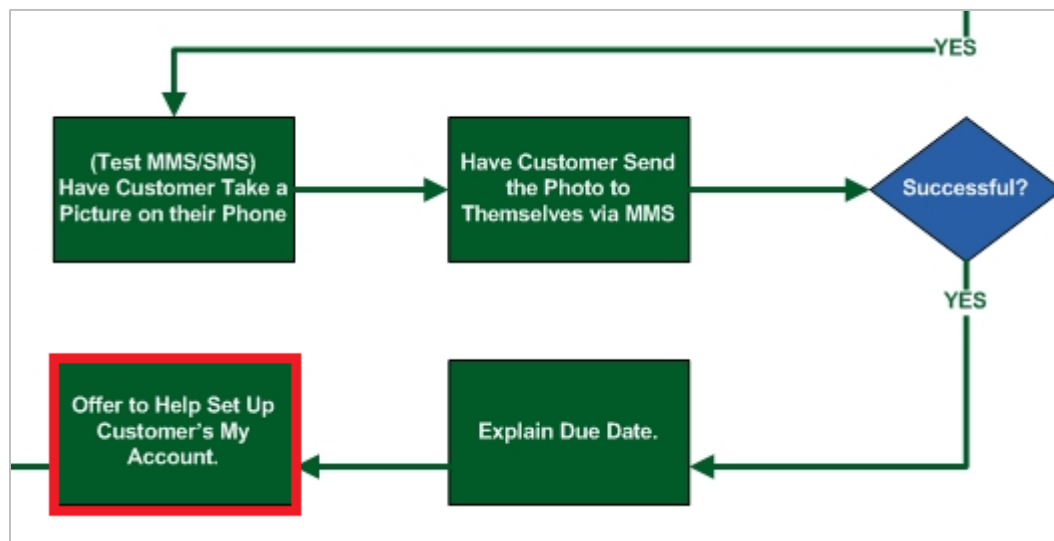 YES
(Test MMS/SMS)
Have Customer Take a
Picture on their Phone
Have Customer Send
the Photo to
Themselves via MMS
Successful?
YES
Offer to Help Set Up
Customer's My
Account.
Explain Due Date.